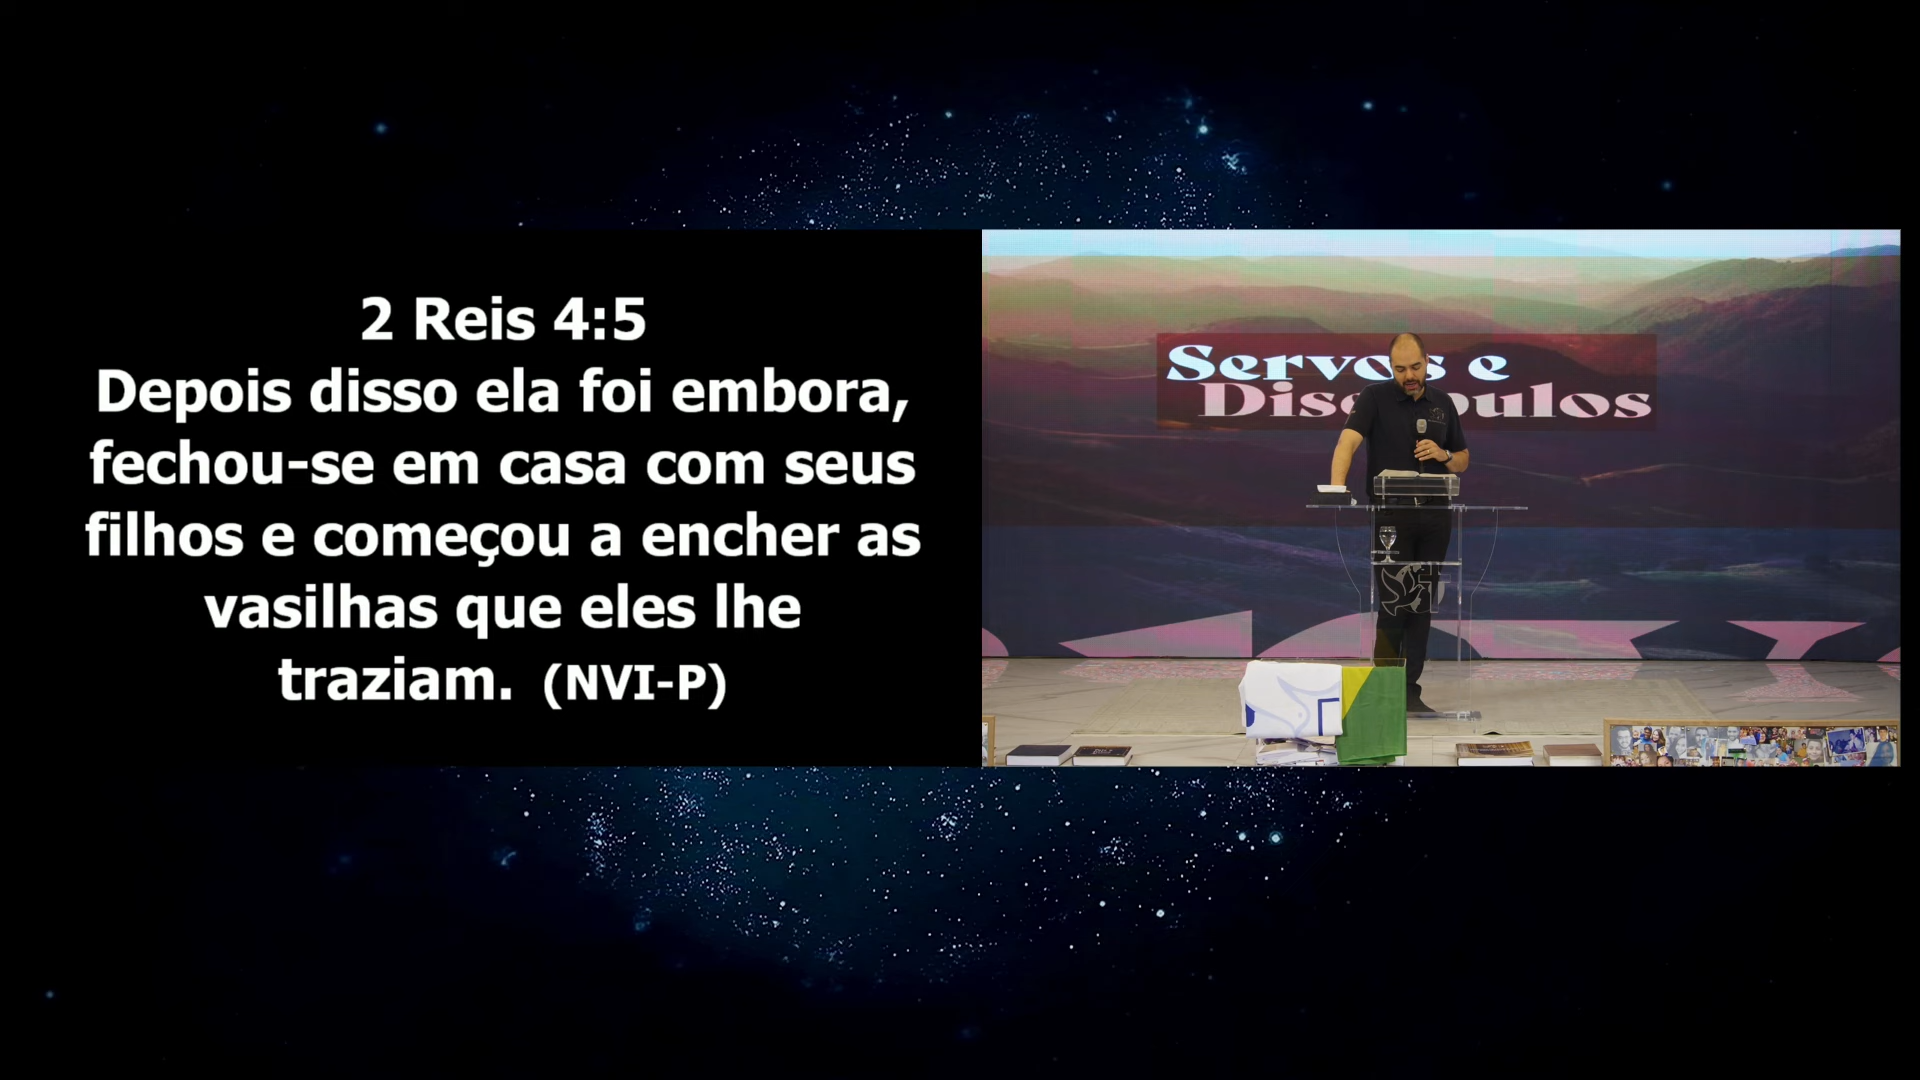 2 Reis 4:5
Depois disso ela foi embora,
fechou-se em casa com seus
filhos e começou a encher as
vasilhas que eles lhe
traziam. (NVI-P)
Servos e